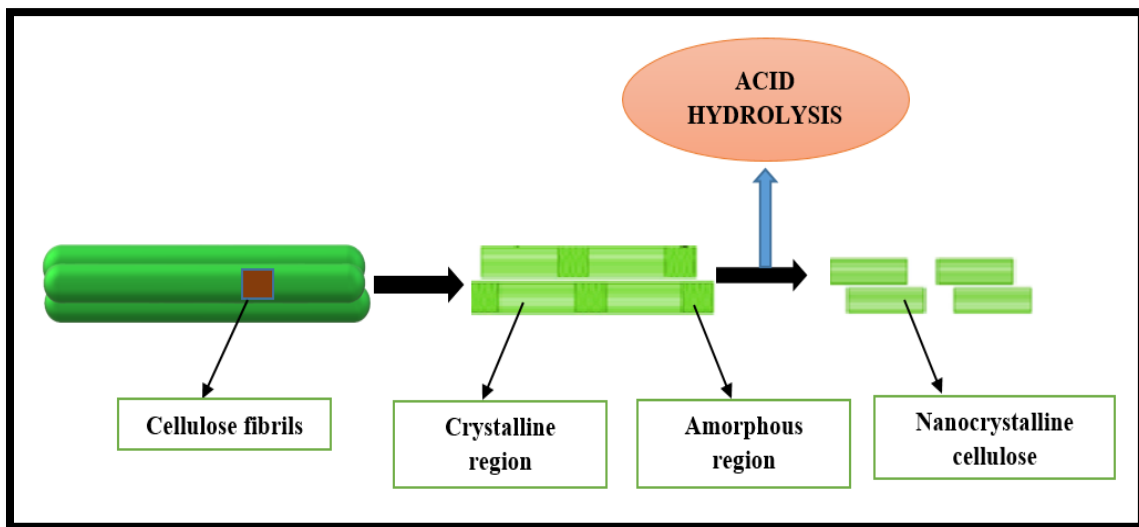 ACID
HYDROLYSIS
Cellulose fibrils
Crystalline
region
Amorphous
region
Nanocrystalline
cellulose